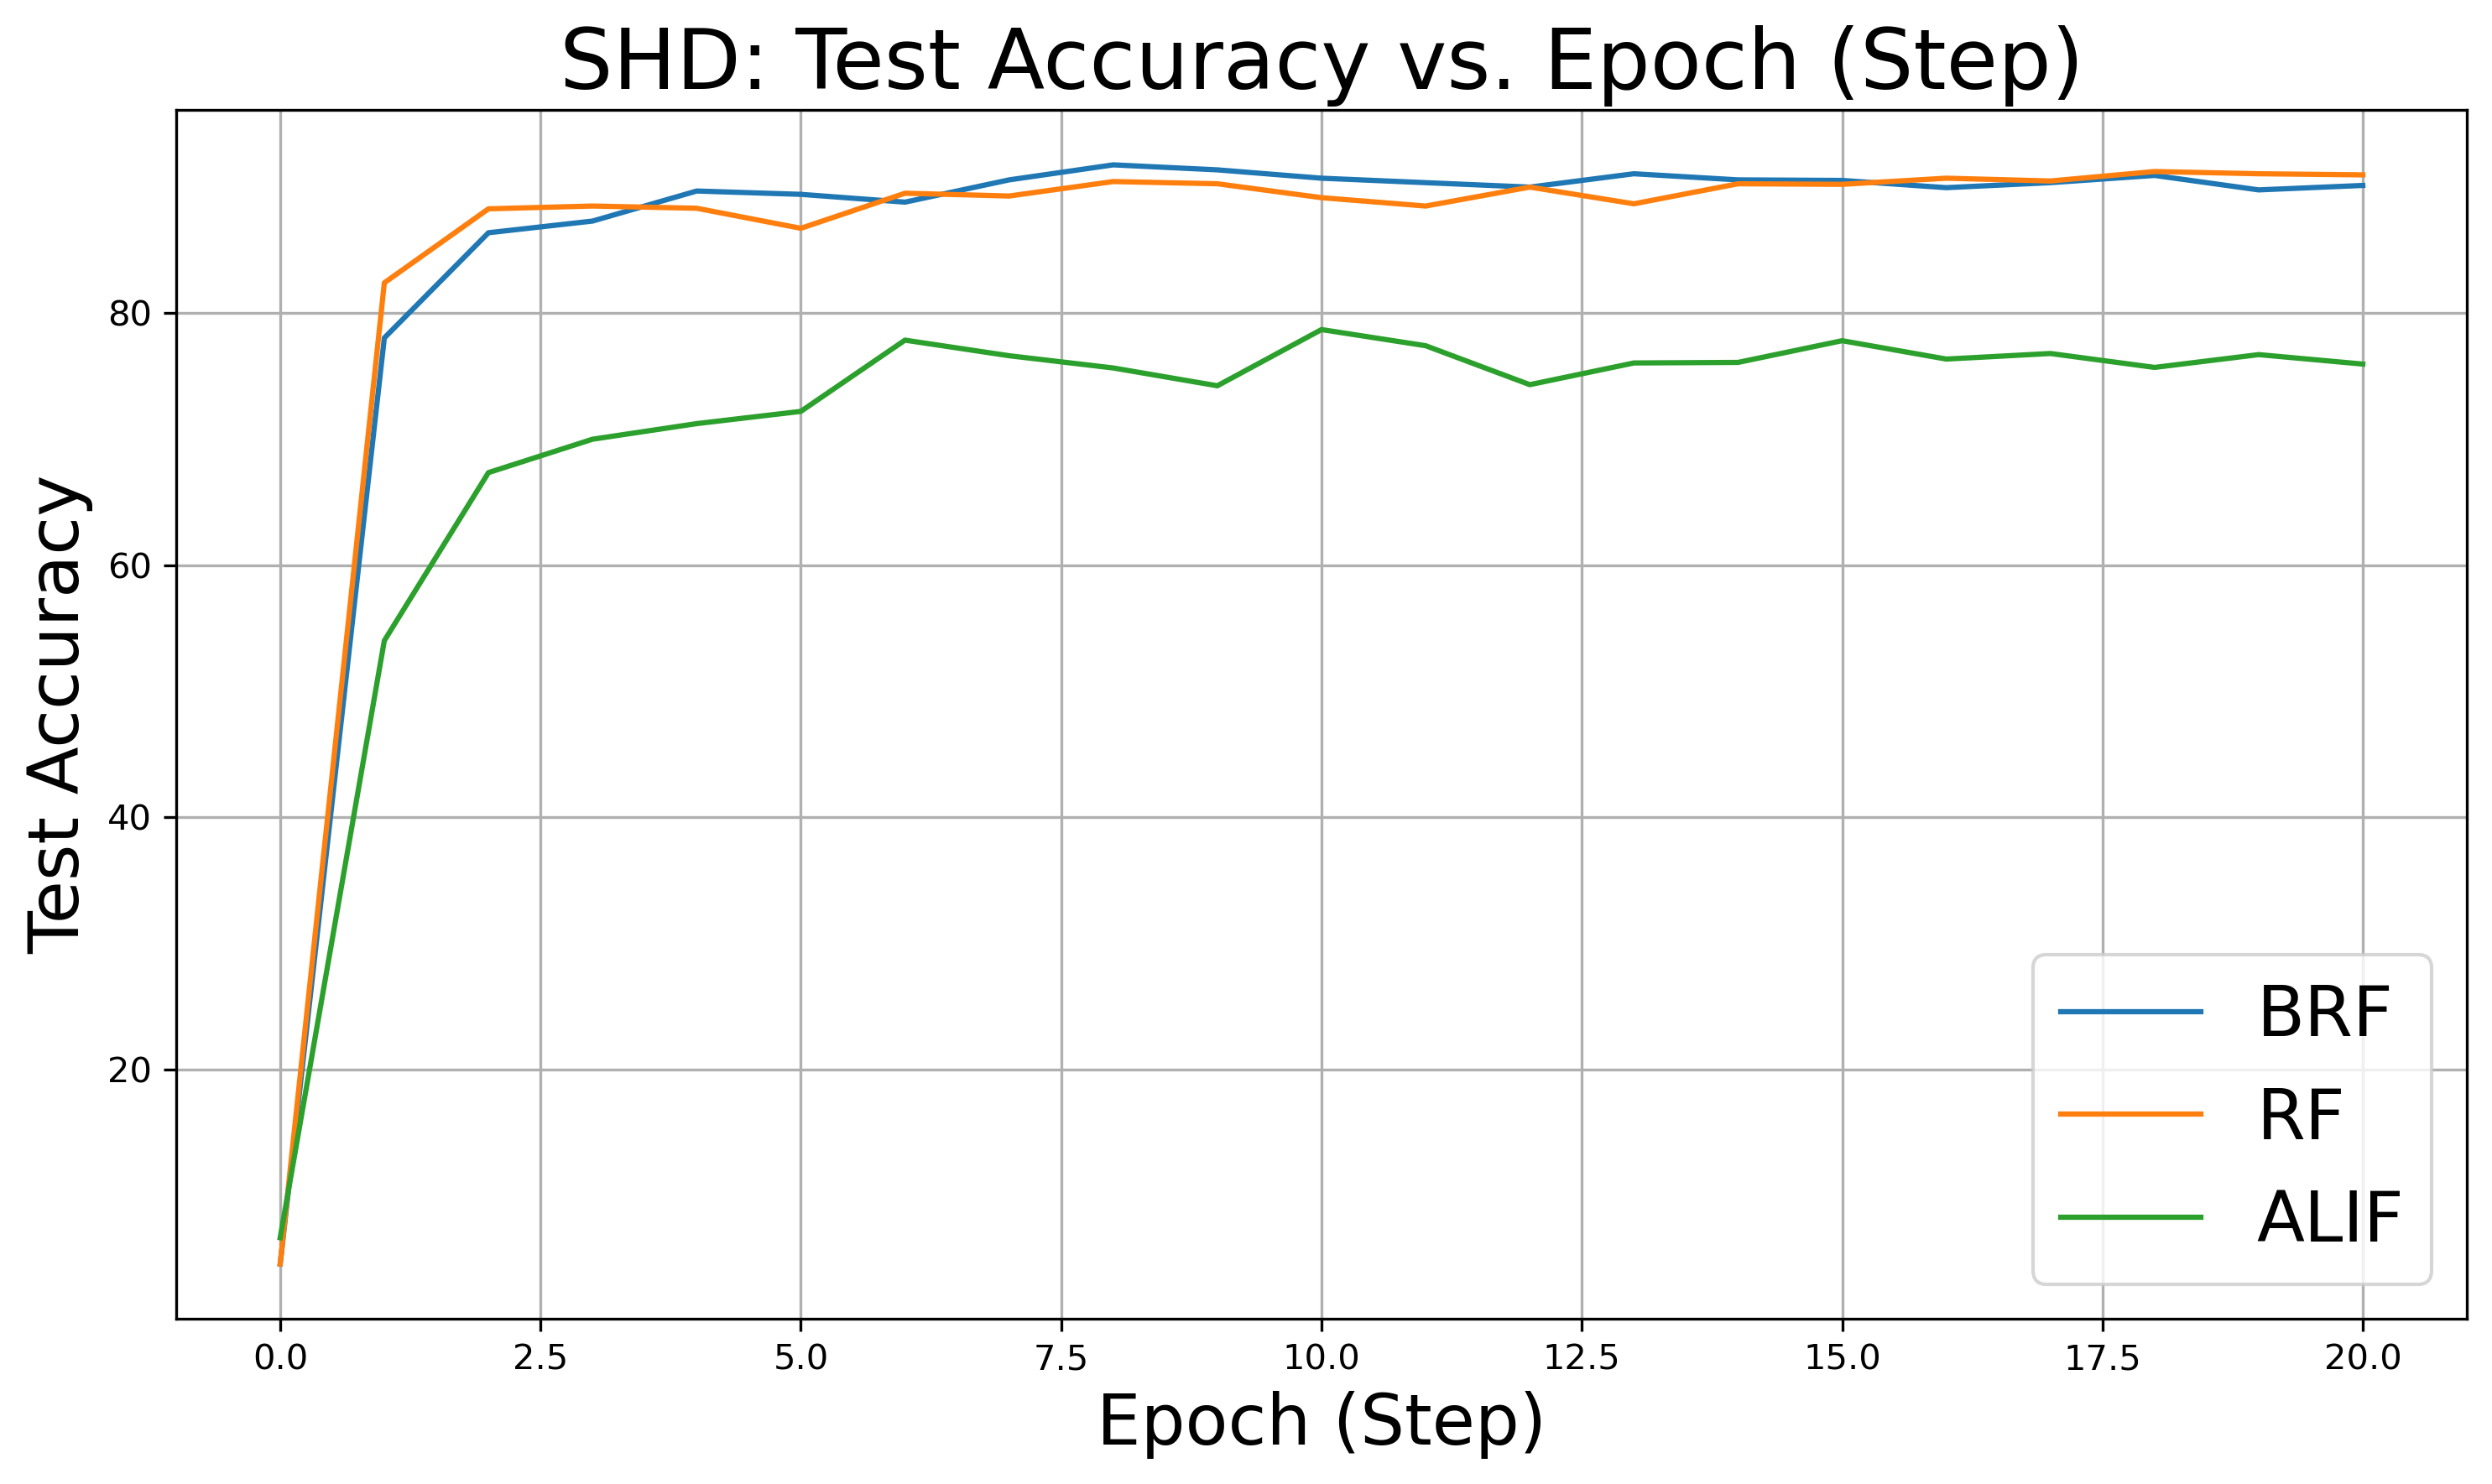 SHD: Test Accuracy vs. Epoch (Step)
Test Accuracy
80
60
40
20
BRF
RF
ALIF
0.0 2.5 5.0 7.5 10.0 12.5 15.0 17.5 20.0
Epoch (Step)